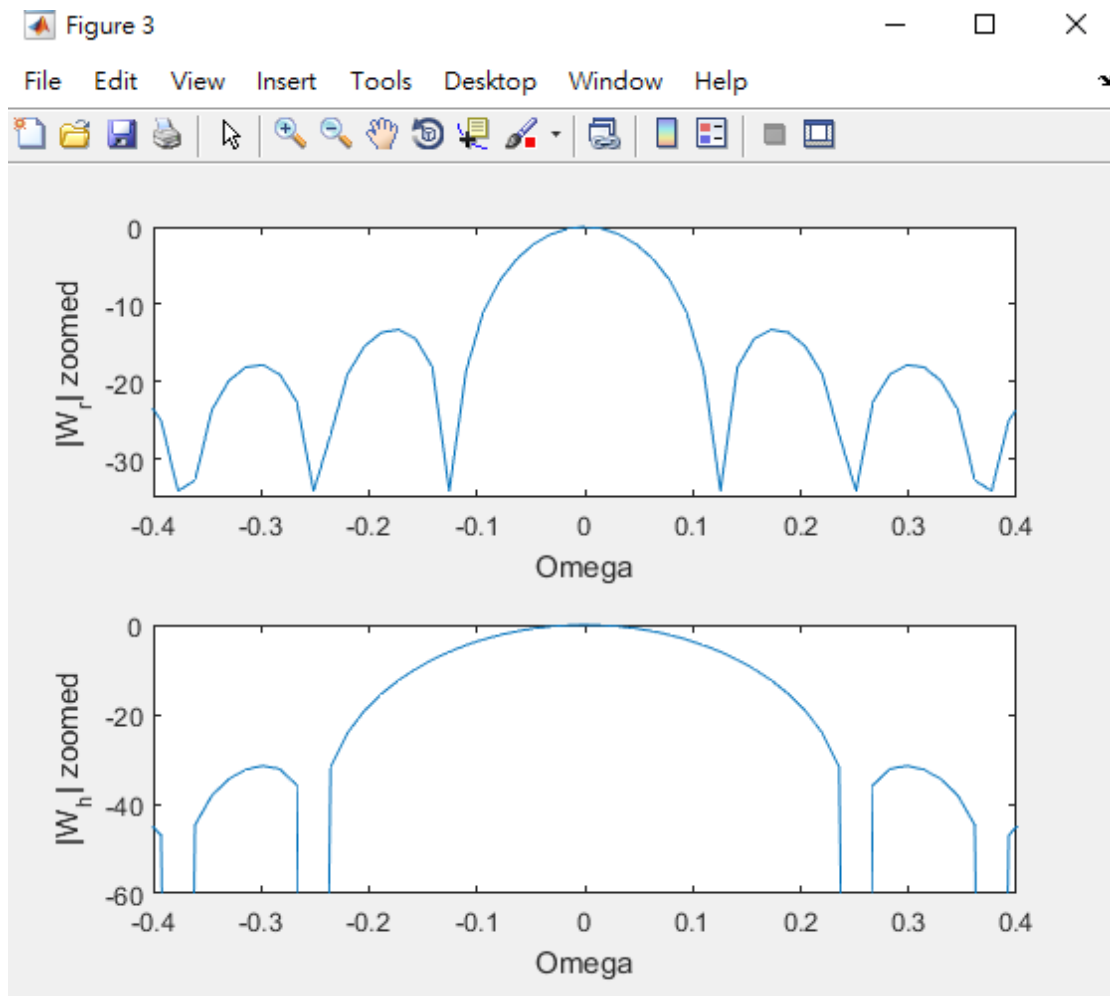 Figure 3
File Edit View Insert Tools Desktop Window Help
0
-10
-20
-30
|W_r| zoomed
-0.4 -0.3 -0.2 -0.1 0 0.1 0.2 0.3 0.4
Omega
0
-20
-40
-60
|W_h| zoomed
-0.4 -0.3 -0.2 -0.1 0 0.1 0.2 0.3 0.4
Omega